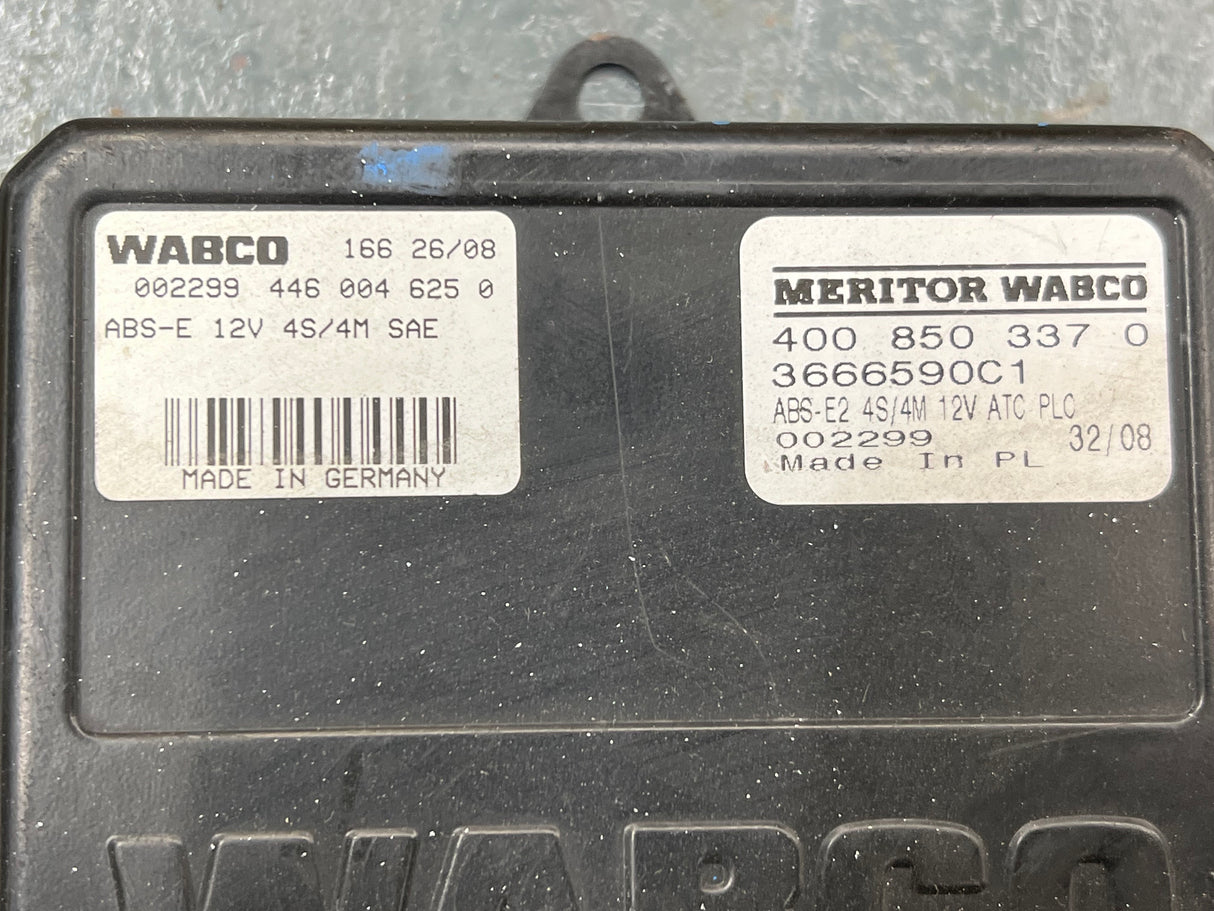 WABCO 166 26/08
002299 446 004 625 0
ABS-E 12V 4S/4M SAE
MADE IN GERMANY
MERITOR WABCO
400 850 337 0
3666590C1
ABS-E2 4S/4M 12V ATC PLC
002299 32/08
Made In PL
WABCO